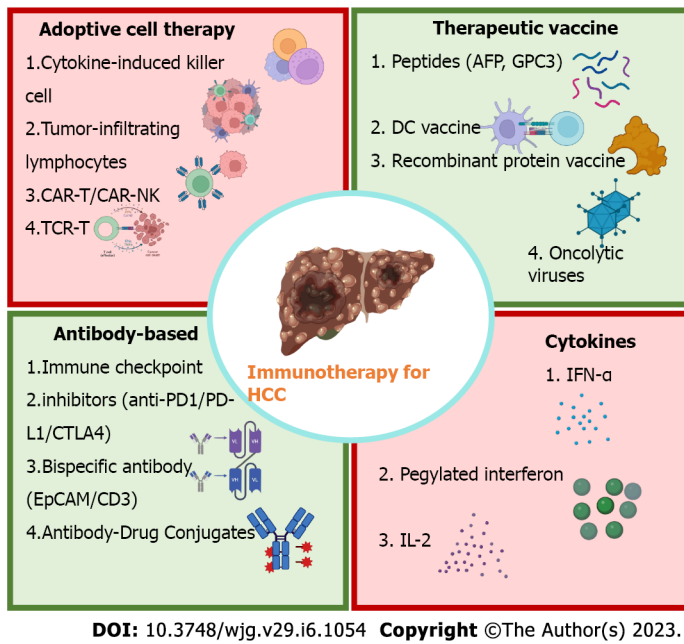 Adoptive cell therapy
1.Cytokine-induced killer
cell
2.Tumor-infiltrating
lymphocytes
3.CAR-T/CAR-NK
4.TCR-T
Therapeutic vaccine
1. Peptides (AFP, GPC3)
2. DC vaccine
3. Recombinant protein vaccine
4. Oncolytic
viruses
Immunotherapy for
HCC
Antibody-based
1.Immune checkpoint
2.inhibitors (anti-PD1/PD-
L1/CTLA4)
3.Bispecific antibody
(EpCAM/CD3)
4.Antibody-Drug Conjugates
VL VH
VH VL
Cytokines
1. IFN-α
2. Pegylated interferon
3. IL-2
DOI: 10.3748/wjg.v29.i6.1054 Copyright ©The Author(s) 2023.